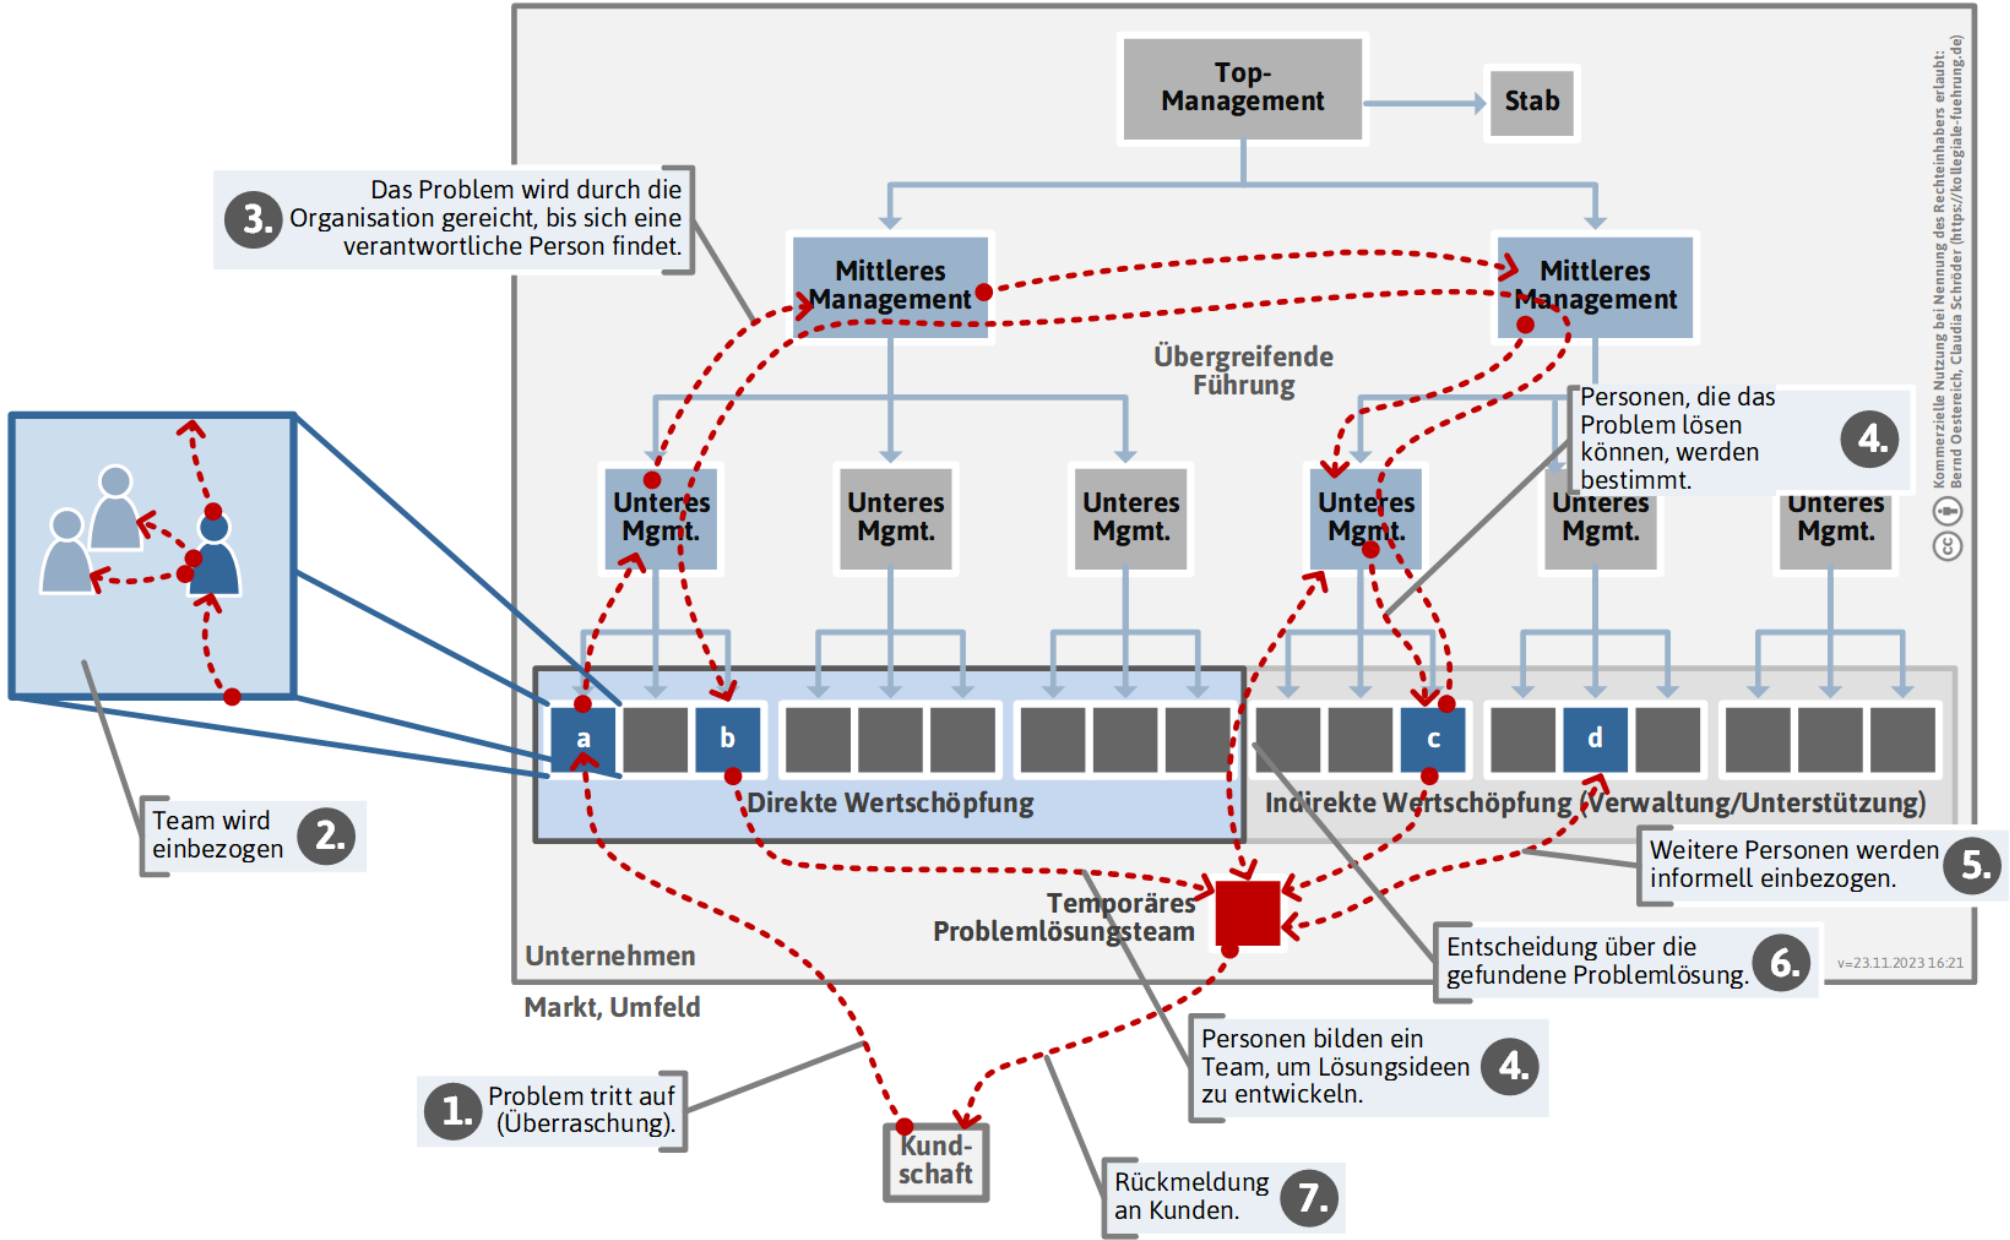 Top-
Management
Stab
3.
Das Problem wird durch die
Organisation gereicht, bis sich eine
verantwortliche Person findet.
Mittleres
Management
Mittleres
Management
Übergreifende
Führung
Personen, die das
Problem lösen
können, werden
bestimmt.
4.
Unteres
Mgmt.
Unteres
Mgmt.
Unteres
Mgmt.
Unteres
Mgmt.
Unteres
Mgmt.
Unteres
Mgmt.
a
b
c
d
Direkte Wertschöpfung
Indirekte Wertschöpfung (Verwaltung/Unterstützung)
Team wird
einbezogen
2.
Weitere Personen werden
informell einbezogen.
5.
Temporäres
Problemlösungsteam
Entscheidung über die
gefundene Problemlösung.
6.
Unternehmen
Markt, Umfeld
v=23.11.2023 16:21
Personen bilden ein
Team, um Lösungsideen
zu entwickeln.
4.
1.
Problem tritt auf
(Überraschung).
Kund-
schaft
Rückmeldung
an Kunden.
7.
Kommerzielle Nutzung bei Nennung des Rechteinhabers erlaubt:
Bernd Oestereich, Claudia Schröder (https://kollegiale-fuehrung.de)
cc